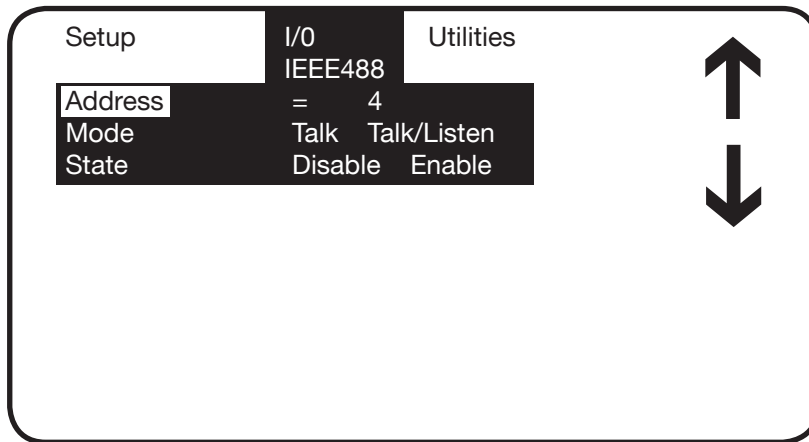 Setup I/0 Utilities
IEEE488
Address = 4
Mode Talk Talk/Listen
State Disable Enable